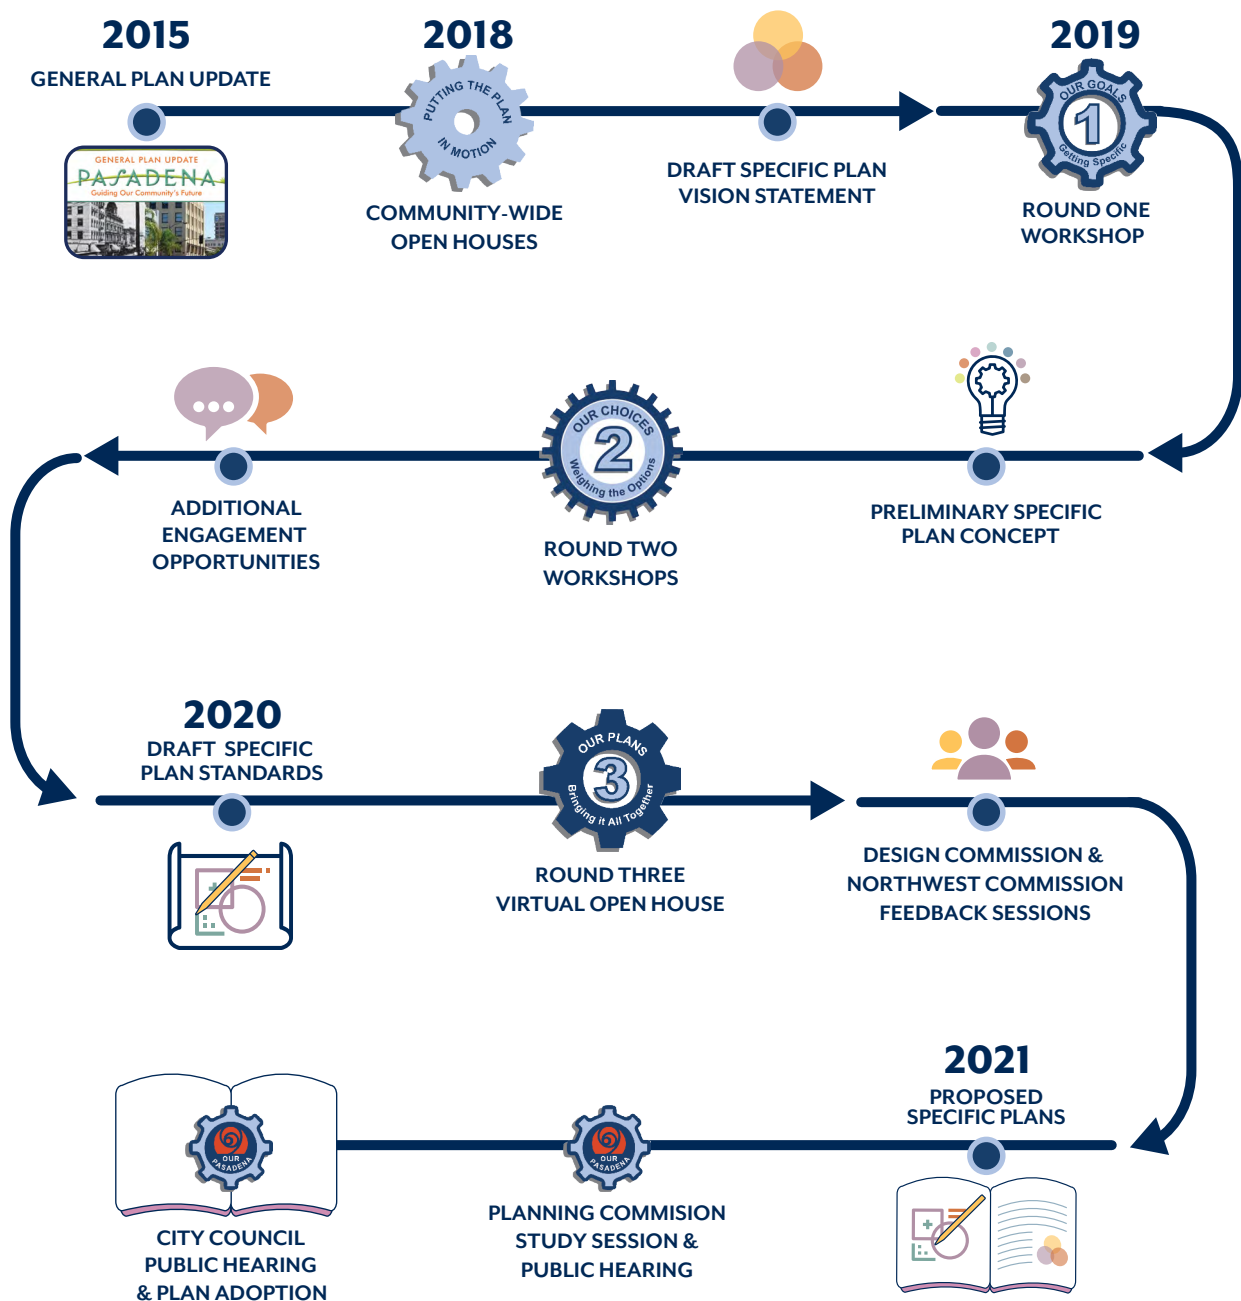 2015
GENERAL PLAN UPDATE
GENERAL PLAN UPDATE
PASADENA
Guiding Our Community's Future
2018
PUTTING THE PLAN
IN MOTION
COMMUNITY-WIDE
OPEN HOUSES
DRAFT SPECIFIC PLAN
VISION STATEMENT
2019
OUR GOALS
1
Getting Specific
ROUND ONE
WORKSHOP
PRELIMINARY SPECIFIC
PLAN CONCEPT
OUR CHOICES
2
Weighing the Options
ROUND TWO
WORKSHOPS
ADDITIONAL
ENGAGEMENT
OPPORTUNITIES
2020
DRAFT SPECIFIC
PLAN STANDARDS
OUR PLANS
3
Bringing it All Together
ROUND THREE
VIRTUAL OPEN HOUSE
DESIGN COMMISSION &
NORTHWEST COMMISSION
FEEDBACK SESSIONS
2021
PROPOSED
SPECIFIC PLANS
OUR
PASADENA
PLANNING COMMISION
STUDY SESSION &
PUBLIC HEARING
OUR
PASADENA
CITY COUNCIL
PUBLIC HEARING
& PLAN ADOPTION